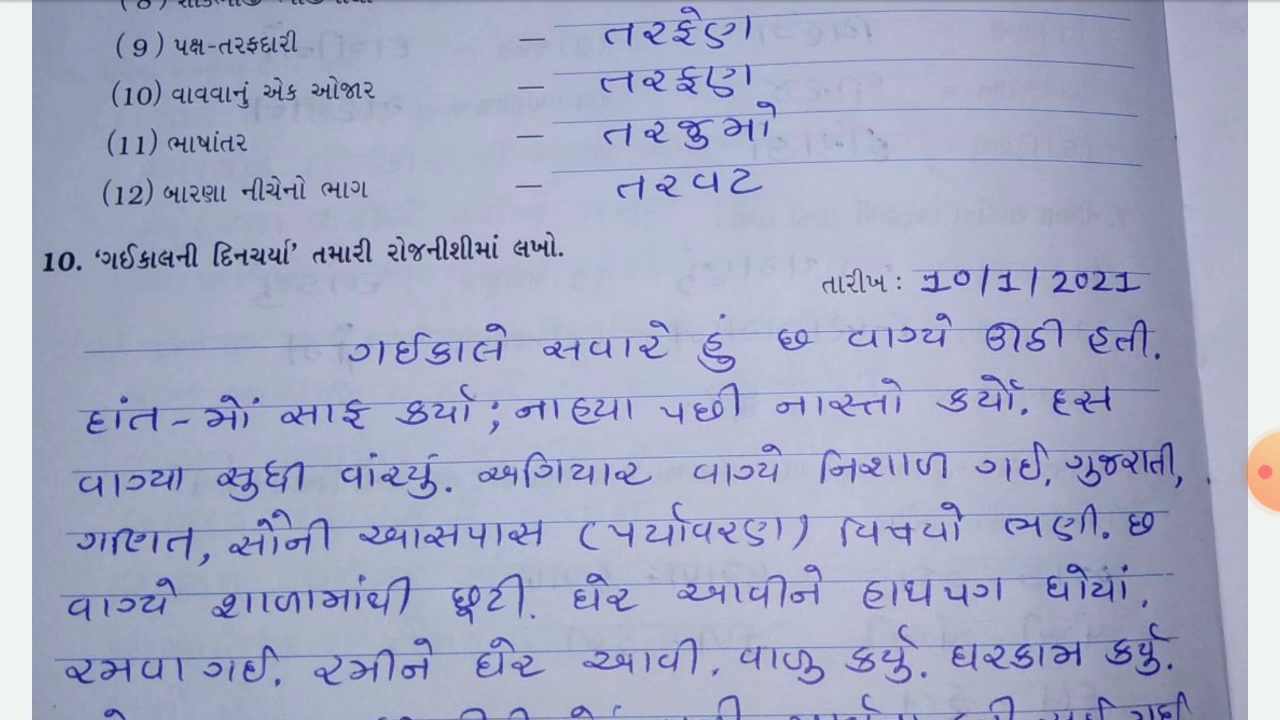 (9) પક્ષ-તરફદારી – તરફેણ
(10) વાવવાનું એક ઓજાર – તરફણ
(11) ભાષાંતર – તરજુમો
(12) બારણા નીચેનો ભાગ – તરવટ
10. 'ગઈકાલની દિનચર્યા' તમારી રોજનીશીમાં લખો.
તારીખ : 10/1/2021
ગઈકાલે સવારે હું છ વાગ્યે ઊઠી હતી.
દાંત-મોં સાફ કર્યા; નાહ્યા પછી નાસ્તો કર્યો. દસ
વાગ્યા સુધી વાંચ્યું. અગિયાર વાગ્યે નિશાળ ગઈ. ગુજરાતી,
ગણિત, સૌની આસપાસ (પર્યાવરણ) વિષયો ભણી. છ
વાગ્યે શાળામાંથી છૂટી. ઘેર આવીને હાથપગ ધોયાં.
રમવા ગઈ. રમીને ઘેર આવી. વાળુ કર્યું. ઘરકામ કર્યું.